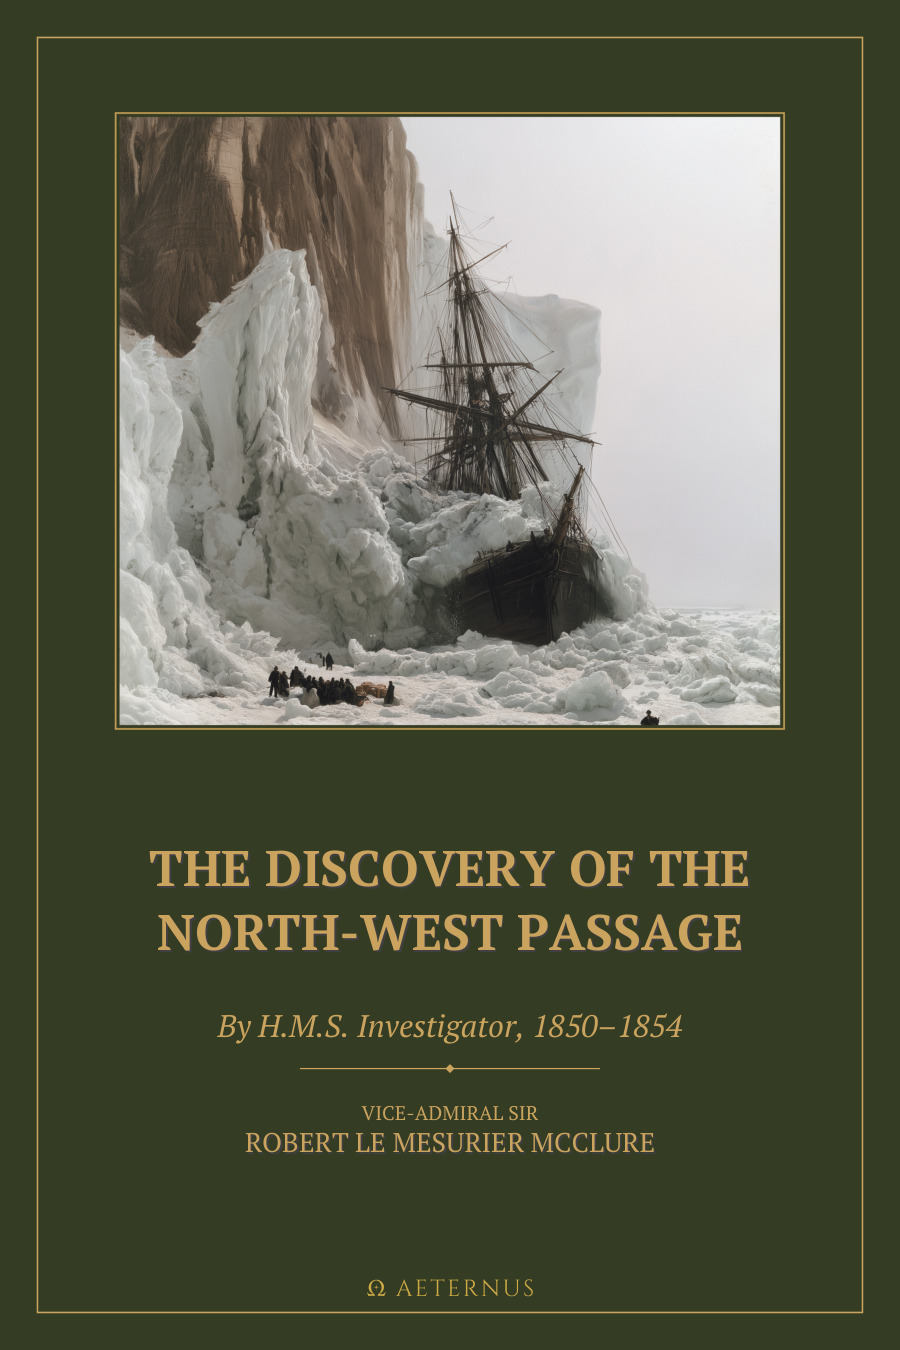 THE DISCOVERY OF THE
NORTH-WEST PASSAGE
By H.M.S. Investigator, 1850–1854
VICE-ADMIRAL SIR
ROBERT LE MESURIER MCCLURE
Ω AETERNUS